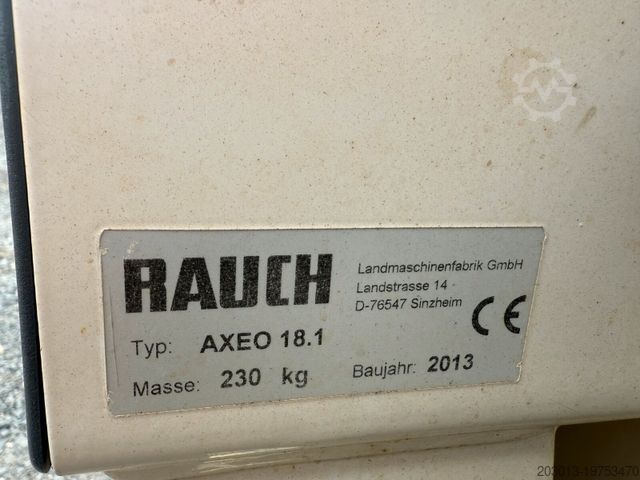 RAUCH
Landmaschinenfabrik GmbH
Landstrasse 14
D-76547 Sinzheim
CE
Typ: AXEO 18.1
Masse: 230 kg
Baujahr: 2013
203013-19753470